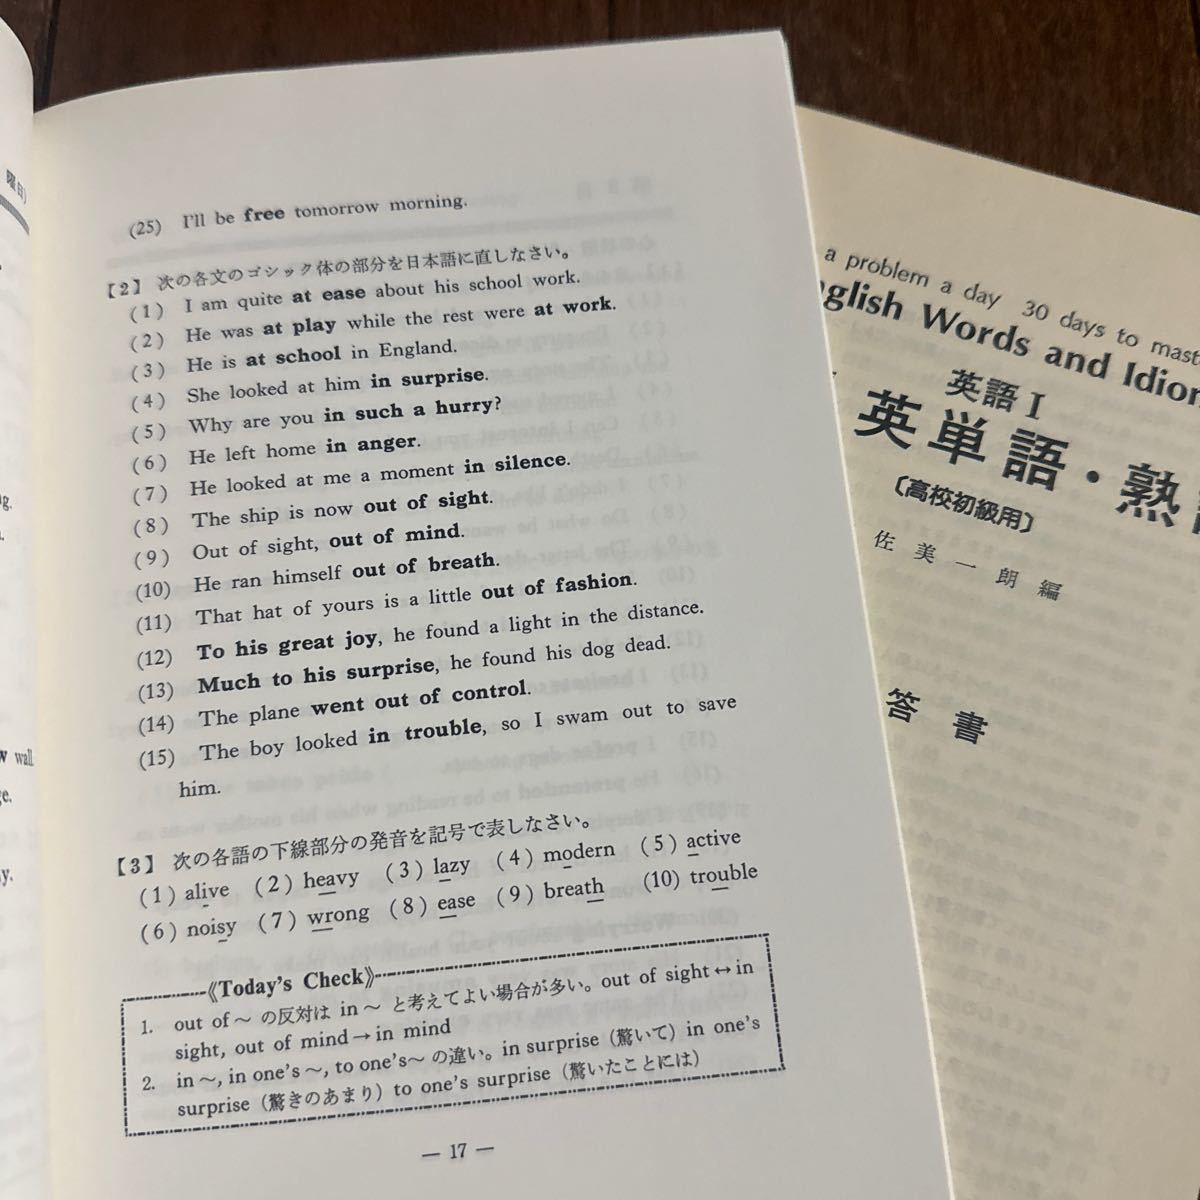 曜日)
(25) I'll be free tomorrow morning.
【2】 次の各文のゴシック体の部分を日本語に直しなさい。
(1) I am quite at ease about his school work.
(2) He was at play while the rest were at work.
(3) He is at school in England.
(4) She looked at him in surprise.
(5) Why are you in such a hurry?
(6) He left home in anger.
(7) He looked at me a moment in silence.
(8) The ship is now out of sight.
(9) Out of sight, out of mind.
(10) He ran himself out of breath.
(11) That hat of yours is a little out of fashion.
(12) To his great joy, he found a light in the distance.
(13) Much to his surprise, he found his dog dead.
(14) The plane went out of control.
(15) The boy looked in trouble, so I swam out to save
him.
【3】 次の各語の下線部分の発音を記号で表しなさい。
(1) alive (2) heavy (3) lazy (4) modern (5) active
(6) noisy (7) wrong (8) ease (9) breath (10) trouble
《Today's Check》
1. out of～の反対は in～ と考えてよい場合が多い。out of sight↔in
sight, out of mind→in mind
2. in～, in one's～, to one's～の違い。in surprise（驚いて）in one's
surprise（驚きのあまり）to one's surprise（驚いたことには）
— 17 —
wall
a problem a day 30 days to mast
nglish Words and Idiom
英語 I
英単語・熟
〔高校初級用〕
佐美一朗編
答書